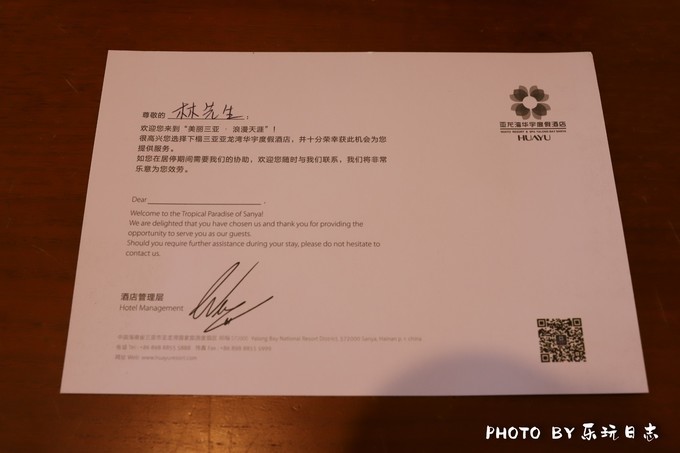 尊敬的 林先生：
亚龙湾华宇度假酒店
HUAYU
欢迎您来到“美丽三亚 · 浪漫天涯”！
很高兴您选择下榻三亚亚龙湾华宇度假酒店，并十分荣幸获此机会为您
提供服务。
如您在居停期间需要我们的协助，欢迎您随时与我们联系，我们将非常
乐意为您效劳。
Dear ,
Welcome to the Tropical Paradise of Sanya!
We are delighted that you have chosen us and thank you for providing the
opportunity to serve you as our guests.
Should you require further assistance during your stay, please do not hesitate to
contact us.
酒店管理层
Hotel Management
PHOTO BY 乐玩日志